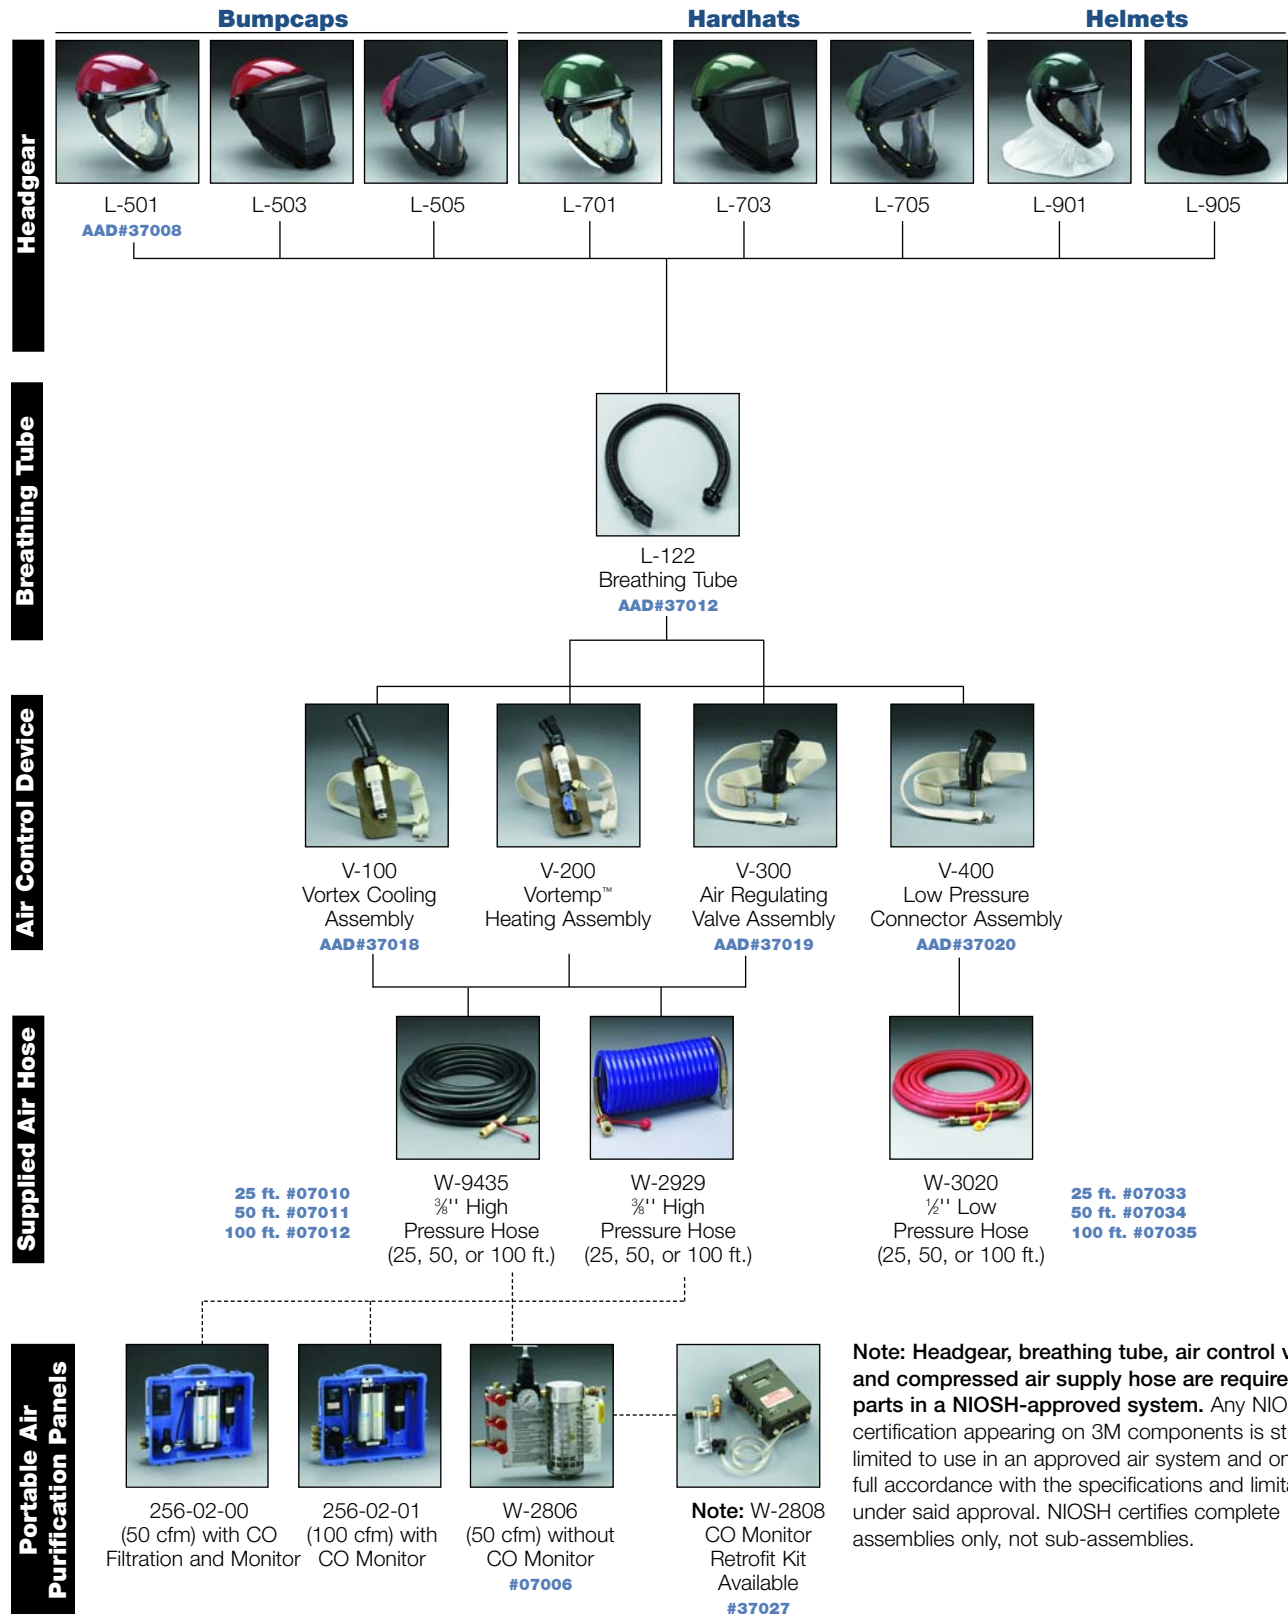 Bumpcaps
Hardhats
Helmets
Headgear
L-501
AAD#37008
L-503
L-505
L-701
L-703
L-705
L-901
L-905
Breathing Tube
L-122
Breathing Tube
AAD#37012
Air Control Device
V-100
Vortex Cooling
Assembly
AAD#37018
V-200
Vortemp™
Heating Assembly
V-300
Air Regulating
Valve Assembly
AAD#37019
V-400
Low Pressure
Connector Assembly
AAD#37020
Supplied Air Hose
25 ft. #07010
50 ft. #07011
100 ft. #07012
W-9435
⅜'' High
Pressure Hose
(25, 50, or 100 ft.)
W-2929
⅜'' High
Pressure Hose
(25, 50, or 100 ft.)
W-3020
½'' Low
Pressure Hose
(25, 50, or 100 ft.)
25 ft. #07033
50 ft. #07034
100 ft. #07035
Portable Air
Purification Panels
256-02-00
(50 cfm) with CO
Filtration and Monitor
256-02-01
(100 cfm) with
CO Monitor
W-2806
(50 cfm) without
CO Monitor
#07006
Note: W-2808
CO Monitor
Retrofit Kit
Available
#37027
Note: Headgear, breathing tube, air control v
and compressed air supply hose are require
parts in a NIOSH-approved system. Any NIO
certification appearing on 3M components is st
limited to use in an approved air system and on
full accordance with the specifications and limita
under said approval. NIOSH certifies complete
assemblies only, not sub-assemblies.